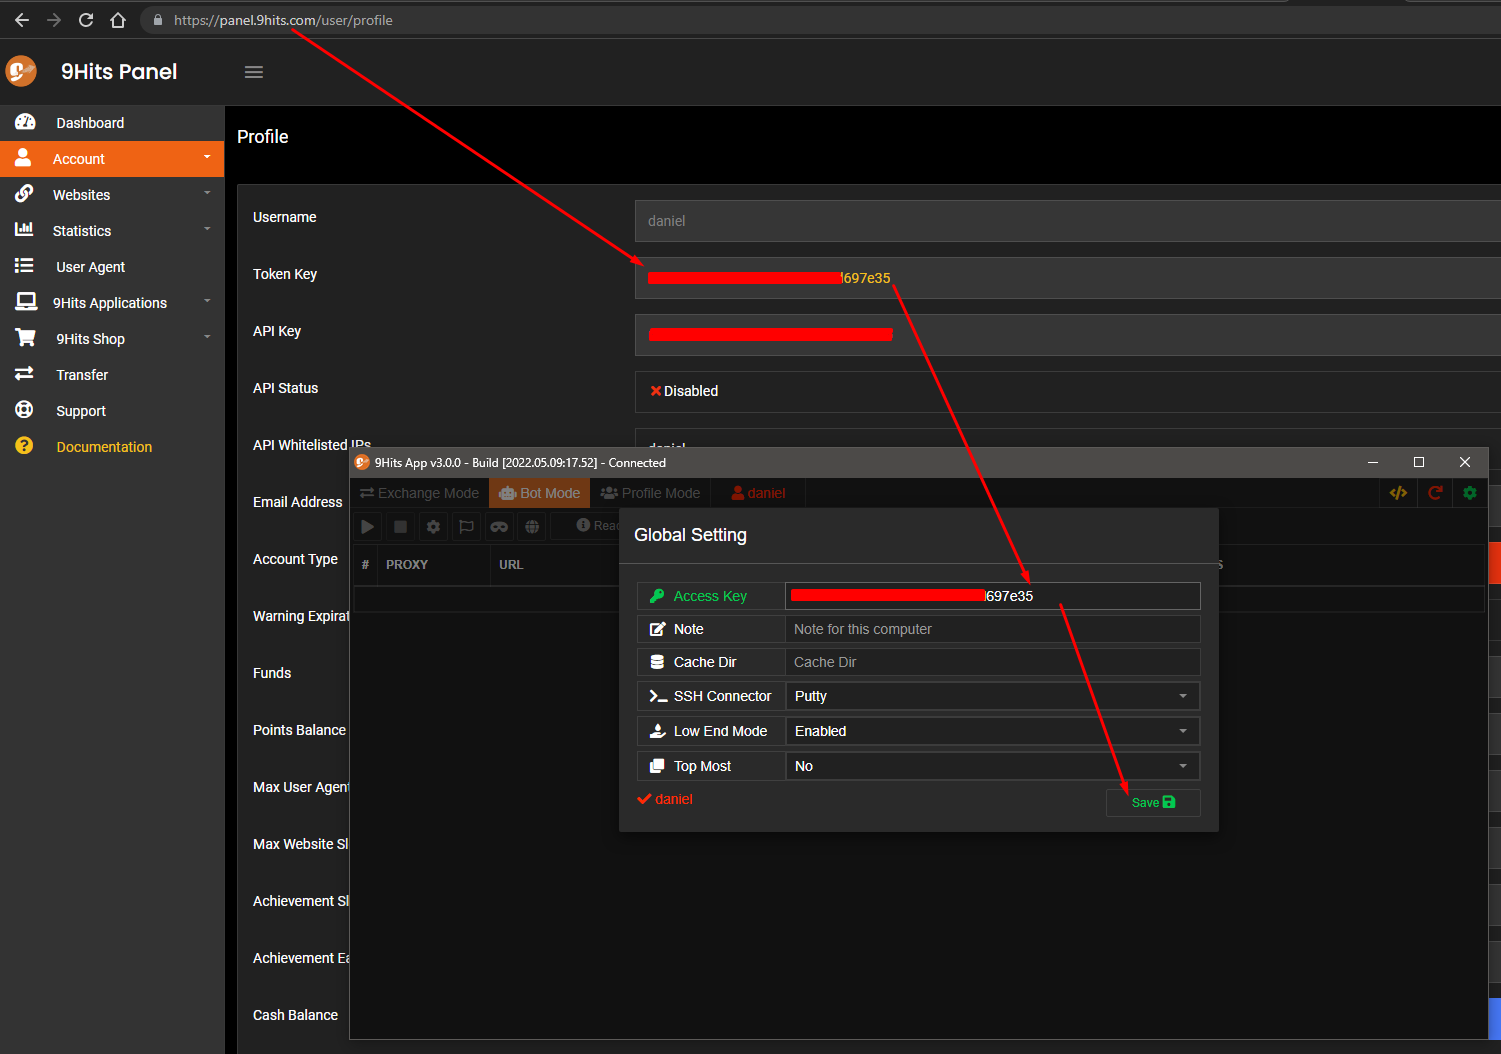 https://panel.9hits.com/user/profile
9Hits Panel
Dashboard
Account
Websites
Statistics
User Agent
9Hits Applications
9Hits Shop
Transfer
Support
Documentation
Profile
Username
daniel
Token Key
697e35
API Key
API Status
Disabled
API Whitelisted IPs
daniel
Email Address
Account Type
Warning Expirat
Funds
Points Balance
Max User Agent
Max Website Sl
Achievement Sl
Achievement Ea
Cash Balance
9Hits App v3.0.0 - Build [2022.05.09:17.52] - Connected
Exchange Mode
Bot Mode
Profile Mode
daniel
Reac
# PROXY URL S
Global Setting
Access Key 697e35
Note Note for this computer
Cache Dir Cache Dir
SSH Connector Putty
Low End Mode Enabled
Top Most No
daniel
Save